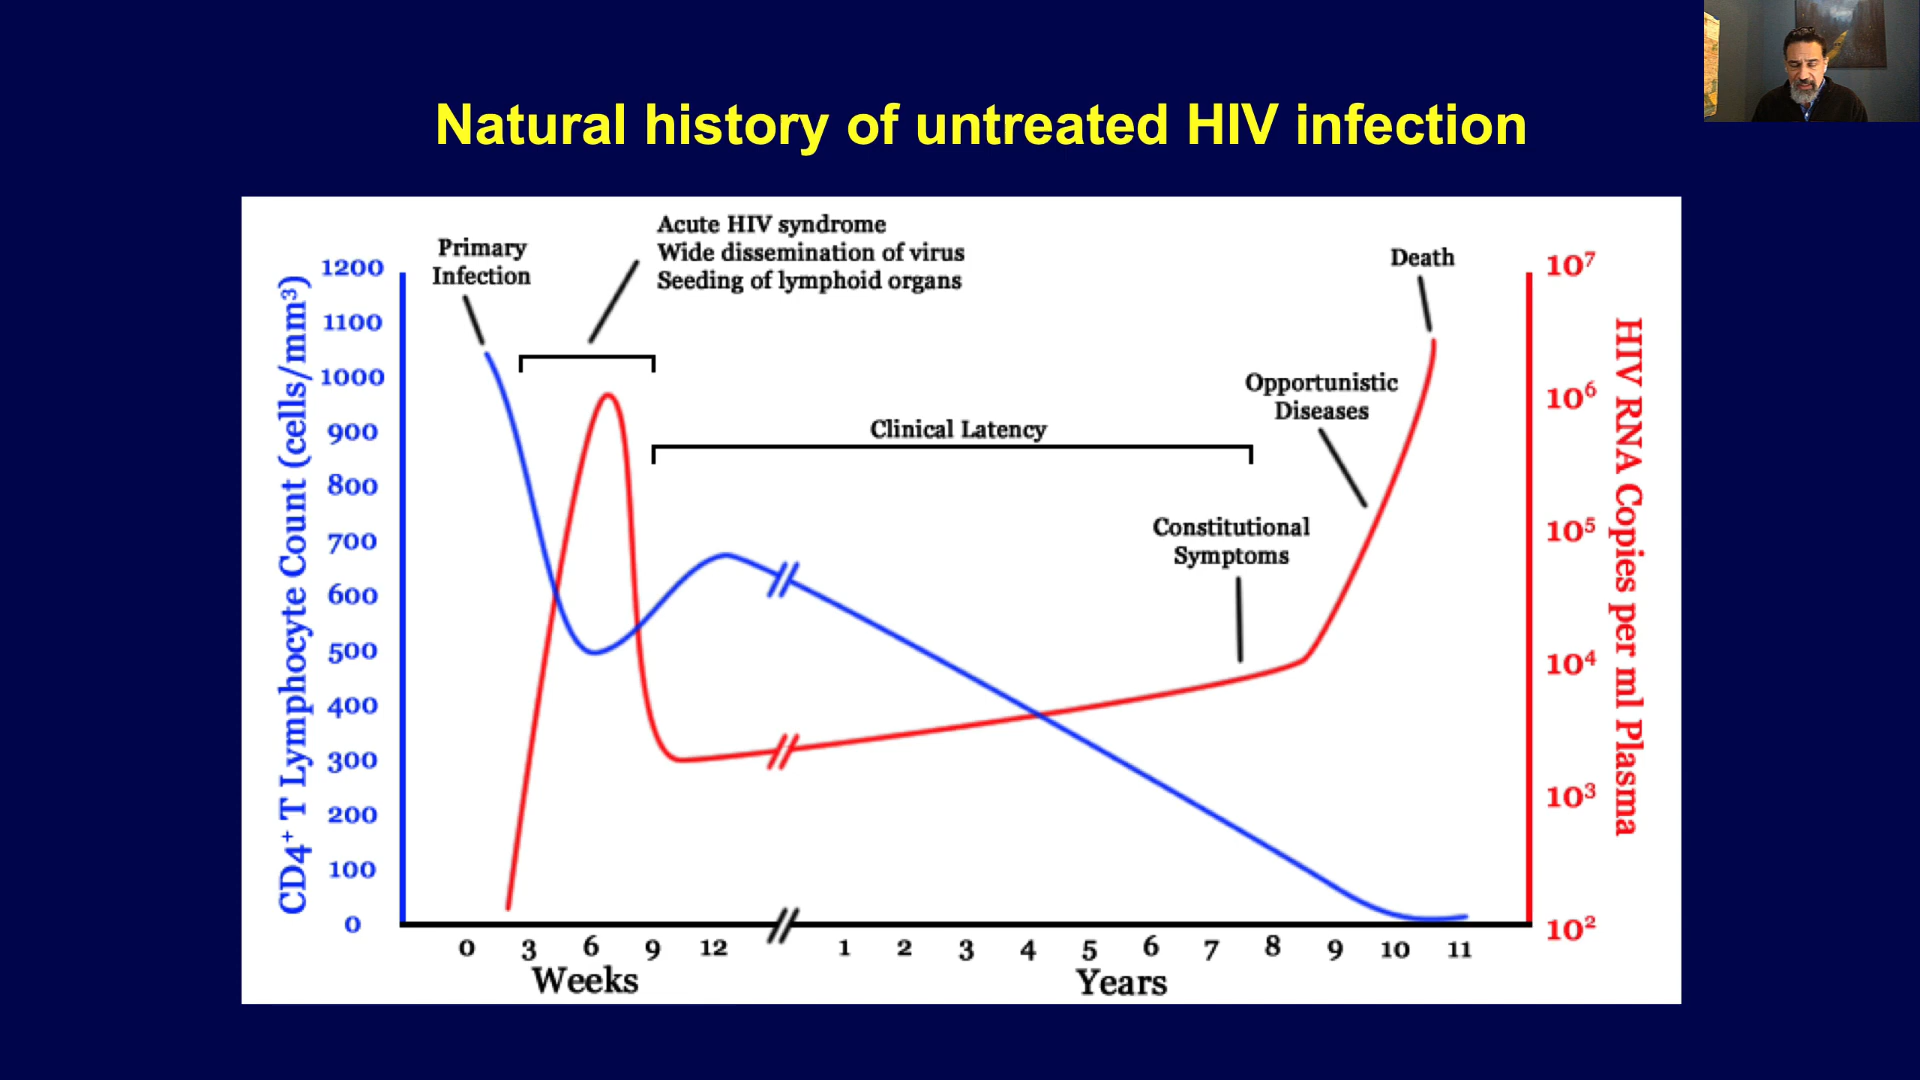 Natural history of untreated HIV infection
Acute HIV syndrome
Wide dissemination of virus
Seeding of lymphoid organs
Primary
Infection
Death
Opportunistic
Diseases
Clinical Latency
Constitutional
Symptoms
CD4⁺ T Lymphocyte Count (cells/mm³)
1200
1100
1000
900
800
700
600
500
400
300
200
100
0
HIV RNA Copies per ml Plasma
10⁷
10⁶
10⁵
10⁴
10³
10²
0 3 6 9 12 1 2 3 4 5 6 7 8 9 10 11
Weeks Years